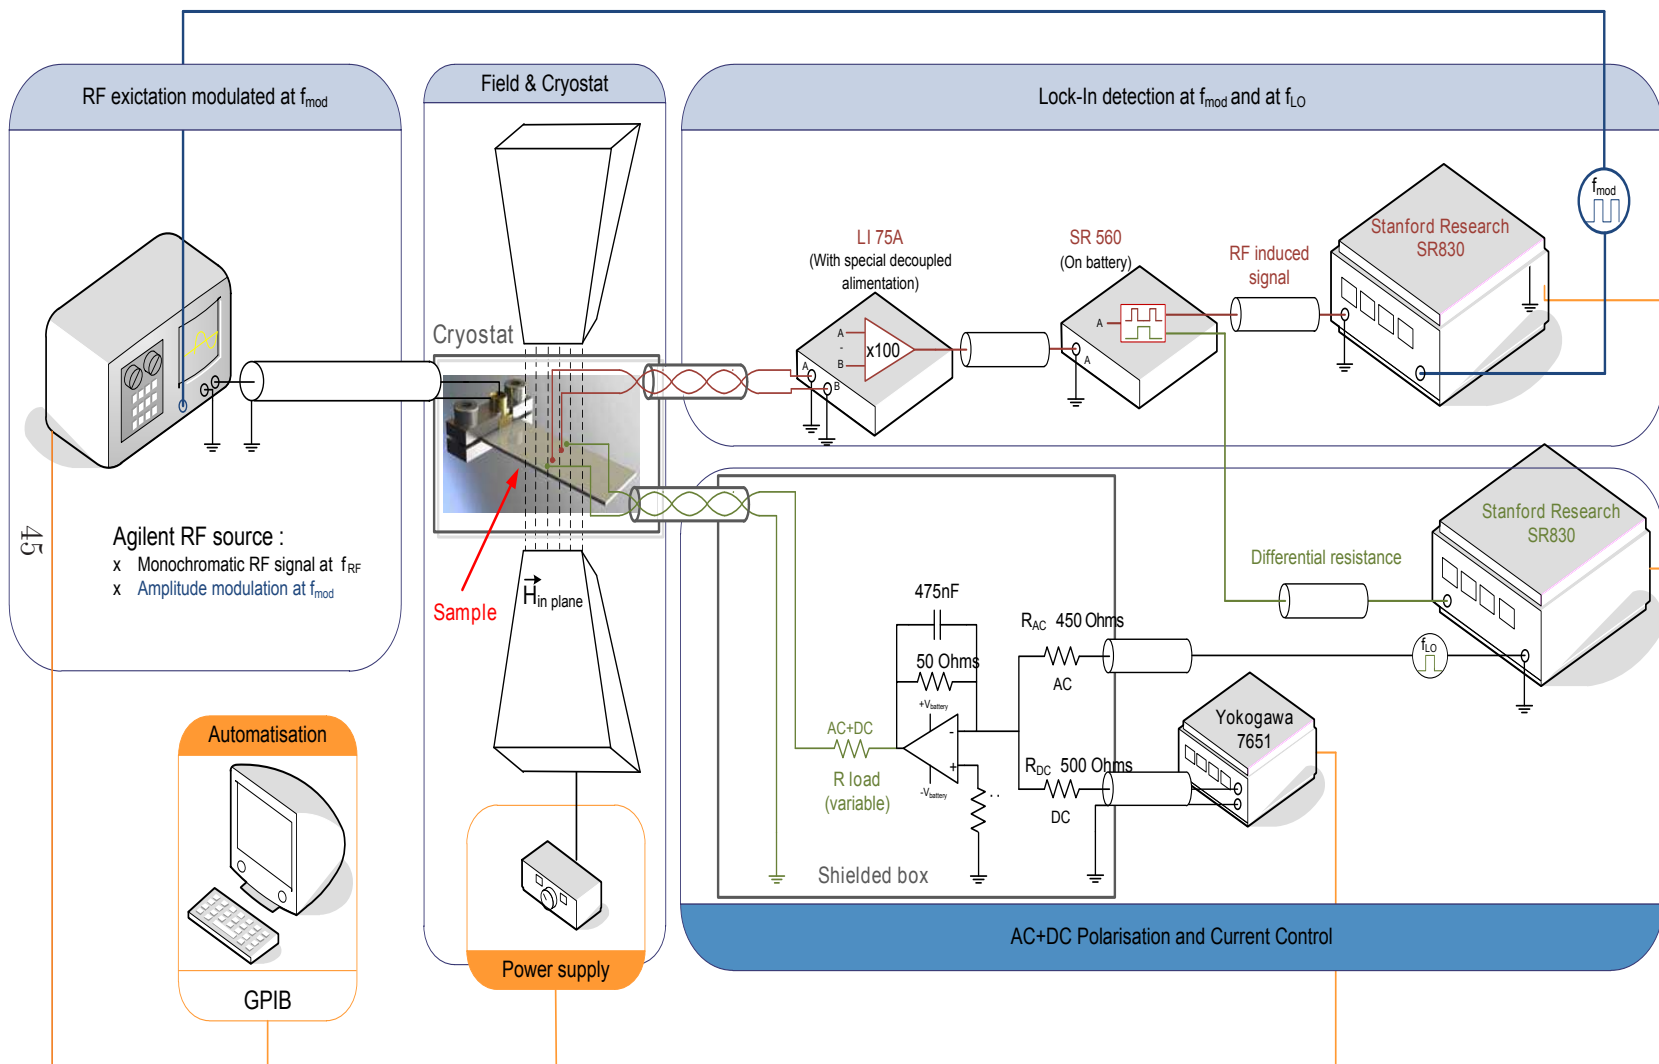 RF exictation modulated at fmod
Field & Cryostat
Lock-In detection at fmod and at fLO
fmod
Stanford Research
SR830
LI 75A
(With special decoupled
alimentation)
SR 560
(On battery)
RF induced
signal
Cryostat
A
-
B
x100
A
B
A
A
45
Agilent RF source :
x Monochromatic RF signal at fRF
x Amplitude modulation at fmod
Sample
H in plane
Stanford Research
SR830
Differential resistance
475nF
50 Ohms
RAC 450 Ohms
AC
fLO
+Vbattery
-
+
-Vbattery
AC+DC
R load
(variable)
RDC 500 Ohms
DC
Yokogawa
7651
Shielded box
AC+DC Polarisation and Current Control
Automatisation
GPIB
Power supply